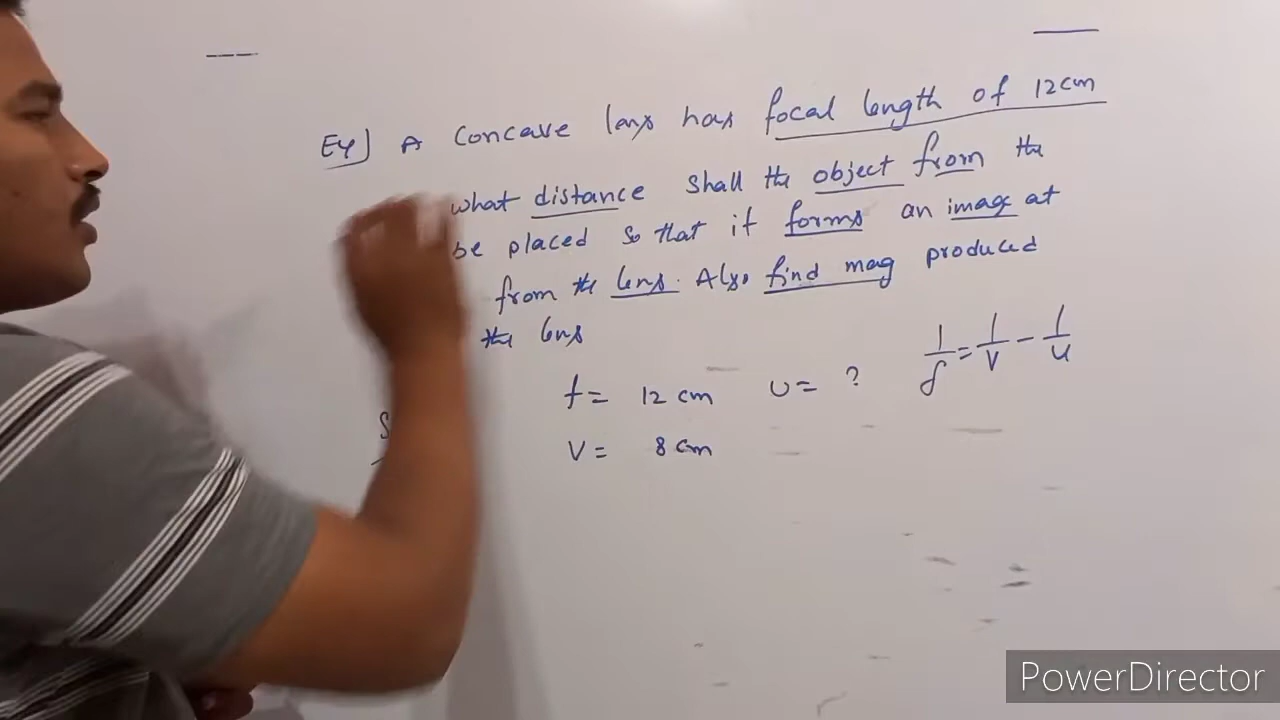 Ex) A concave lens has focal length of 12cm
what distance shall the object from the
be placed so that it forms an image at
from the lens. Also find mag produced
the lens
f = 12 cm u = ? 1/f = 1/v - 1/u
S
v = 8 cm
PowerDirector